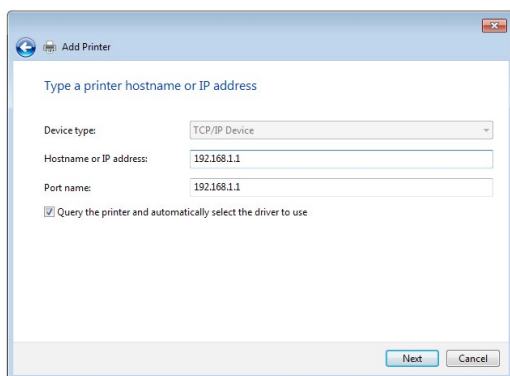 Add Printer
Type a printer hostname or IP address
Device type: TCP/IP Device
Hostname or IP address: 192.168.1.1
Port name: 192.168.1.1
Query the printer and automatically select the driver to use
Next Cancel